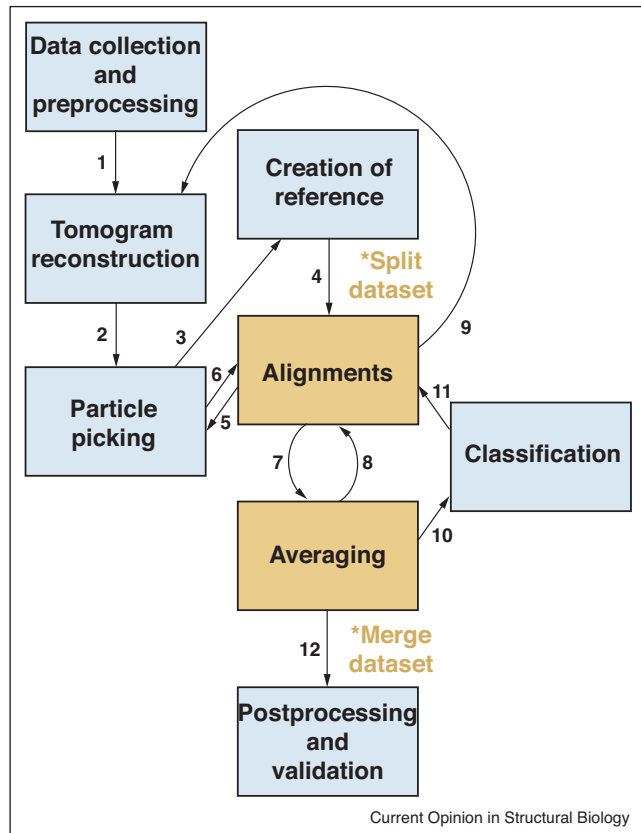 Data collection
and
preprocessing
1
Creation of
reference
Tomogram
reconstruction
4
*Split
dataset
2
3
9
Particle
picking
6
5
Alignments
11
Classification
7
8
10
Averaging
12
*Merge
dataset
Postprocessing
and
validation
Current Opinion in Structural Biology